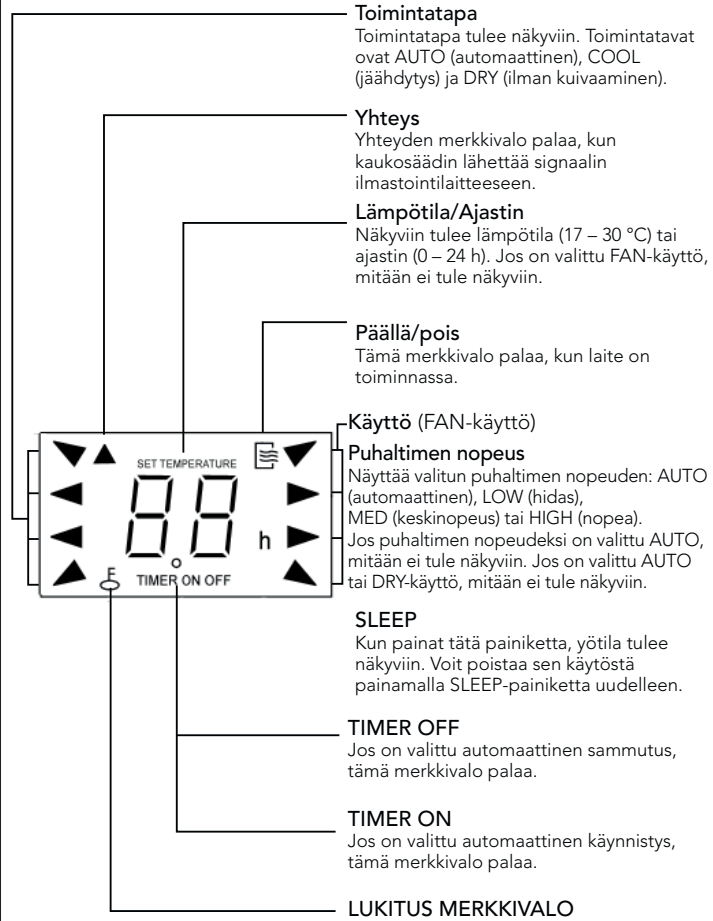 Toimintatapa
Toimintatapa tulee näkyviin. Toimintatavat
ovat AUTO (automaattinen), COOL
(jäähdytys) ja DRY (ilman kuivaaminen).
Yhteys
Yhteyden merkkivalo palaa, kun
kaukosäädin lähettää signaalin
ilmastointilaitteeseen.
Lämpötila/Ajastin
Näkyviin tulee lämpötila (17 – 30 °C) tai
ajastin (0 – 24 h). Jos on valittu FAN-käyttö,
mitään ei tule näkyviin.
Päällä/pois
Tämä merkkivalo palaa, kun laite on
toiminnassa.
Käyttö (FAN-käyttö)
Puhaltimen nopeus
Näyttää valitun puhaltimen nopeuden: AUTO
(automaattinen), LOW (hidas),
MED (keskinopeus) tai HIGH (nopea).
Jos puhaltimen nopeudeksi on valittu AUTO,
mitään ei tule näkyviin. Jos on valittu AUTO
tai DRY-käyttö, mitään ei tule näkyviin.
SET TEMPERATURE
88
h
TIMER ON OFF
SLEEP
Kun painat tätä painiketta, yötila tulee
näkyviin. Voit poistaa sen käytöstä
painamalla SLEEP-painiketta uudelleen.
TIMER OFF
Jos on valittu automaattinen sammutus,
tämä merkkivalo palaa.
TIMER ON
Jos on valittu automaattinen käynnistys,
tämä merkkivalo palaa.
LUKITUS MERKKIVALO